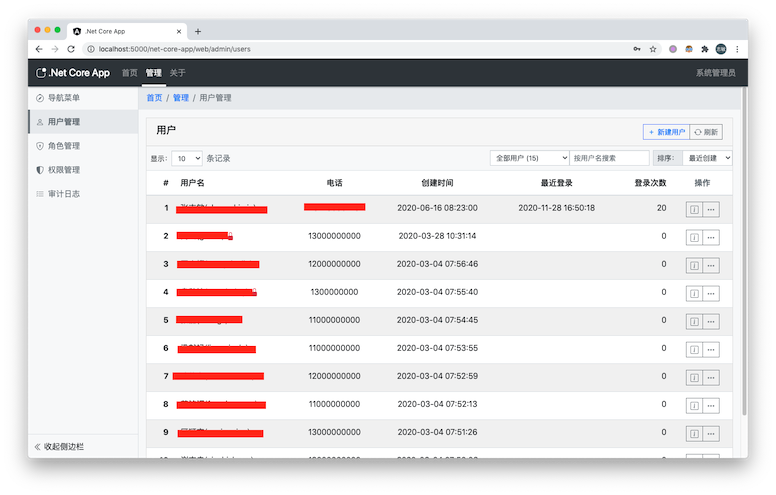 .Net Core App
localhost:5000/net-core-app/web/admin/users
.Net Core App 首页 管理 关于 系统管理员
导航菜单
用户管理
角色管理
权限管理
审计日志
收起侧边栏
首页 / 管理 / 用户管理
用户 + 新建用户 刷新
显示: 10 条记录 全部用户 (15) 按用户名搜索 排序: 最近创建
# 用户名 电话 创建时间 最近登录 登录次数 操作
1 2020-06-16 08:23:00 2020-11-28 16:50:18 20
2 13000000000 2020-03-28 10:31:14 0
3 12000000000 2020-03-04 07:56:46 0
4 1300000000 2020-03-04 07:55:40 0
5 11000000000 2020-03-04 07:54:45 0
6 11000000000 2020-03-04 07:53:55 0
7 12000000000 2020-03-04 07:52:59 0
8 11000000000 2020-03-04 07:52:13 0
9 13000000000 2020-03-04 07:51:26 0